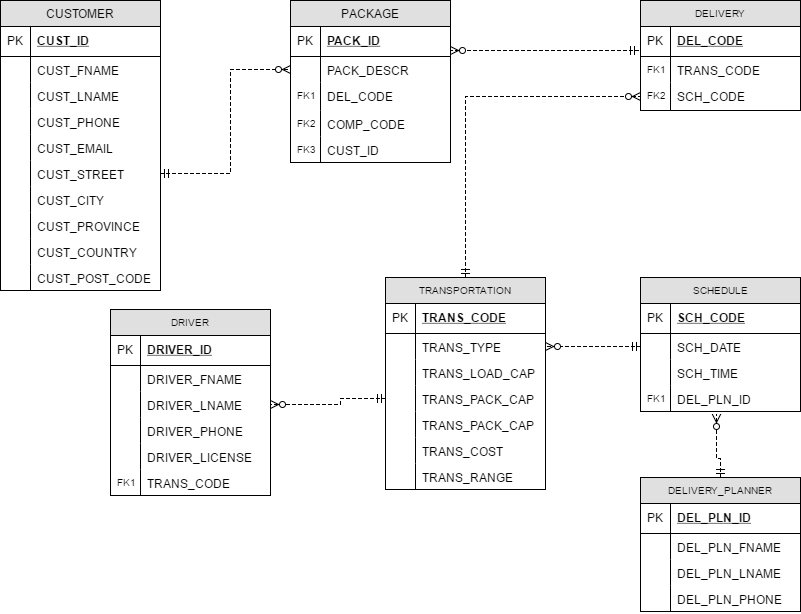 CUSTOMER
PK CUST_ID
CUST_FNAME
CUST_LNAME
CUST_PHONE
CUST_EMAIL
CUST_STREET
CUST_CITY
CUST_PROVINCE
CUST_COUNTRY
CUST_POST_CODE
PACKAGE
PK PACK_ID
PACK_DESCR
FK1 DEL_CODE
FK2 COMP_CODE
FK3 CUST_ID
DELIVERY
PK DEL_CODE
FK1 TRANS_CODE
FK2 SCH_CODE
DRIVER
PK DRIVER_ID
DRIVER_FNAME
DRIVER_LNAME
DRIVER_PHONE
DRIVER_LICENSE
FK1 TRANS_CODE
TRANSPORTATION
PK TRANS_CODE
TRANS_TYPE
TRANS_LOAD_CAP
TRANS_PACK_CAP
TRANS_PACK_CAP
TRANS_COST
TRANS_RANGE
SCHEDULE
PK SCH_CODE
SCH_DATE
SCH_TIME
FK1 DEL_PLN_ID
DELIVERY_PLANNER
PK DEL_PLN_ID
DEL_PLN_FNAME
DEL_PLN_LNAME
DEL_PLN_PHONE